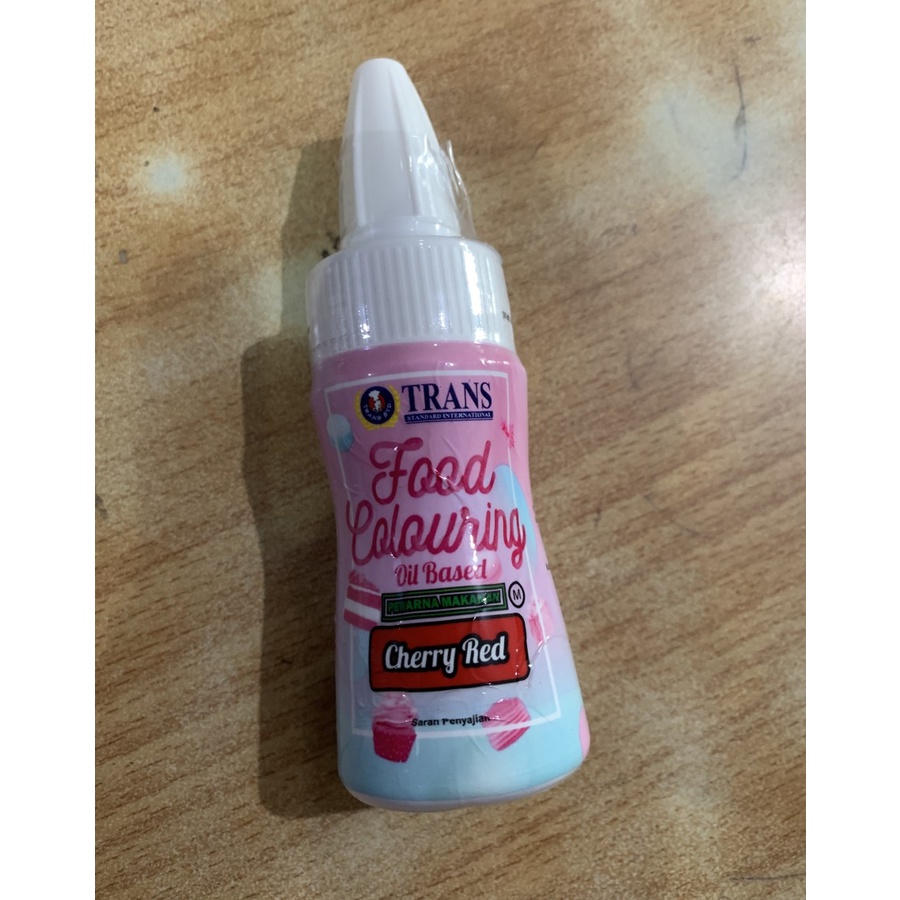 TRANS
STANDARD INTERNATIONAL
Food
Colouring
Oil Based
PEWARNA MAKANAN M
Cherry Red
Saran Penyajian